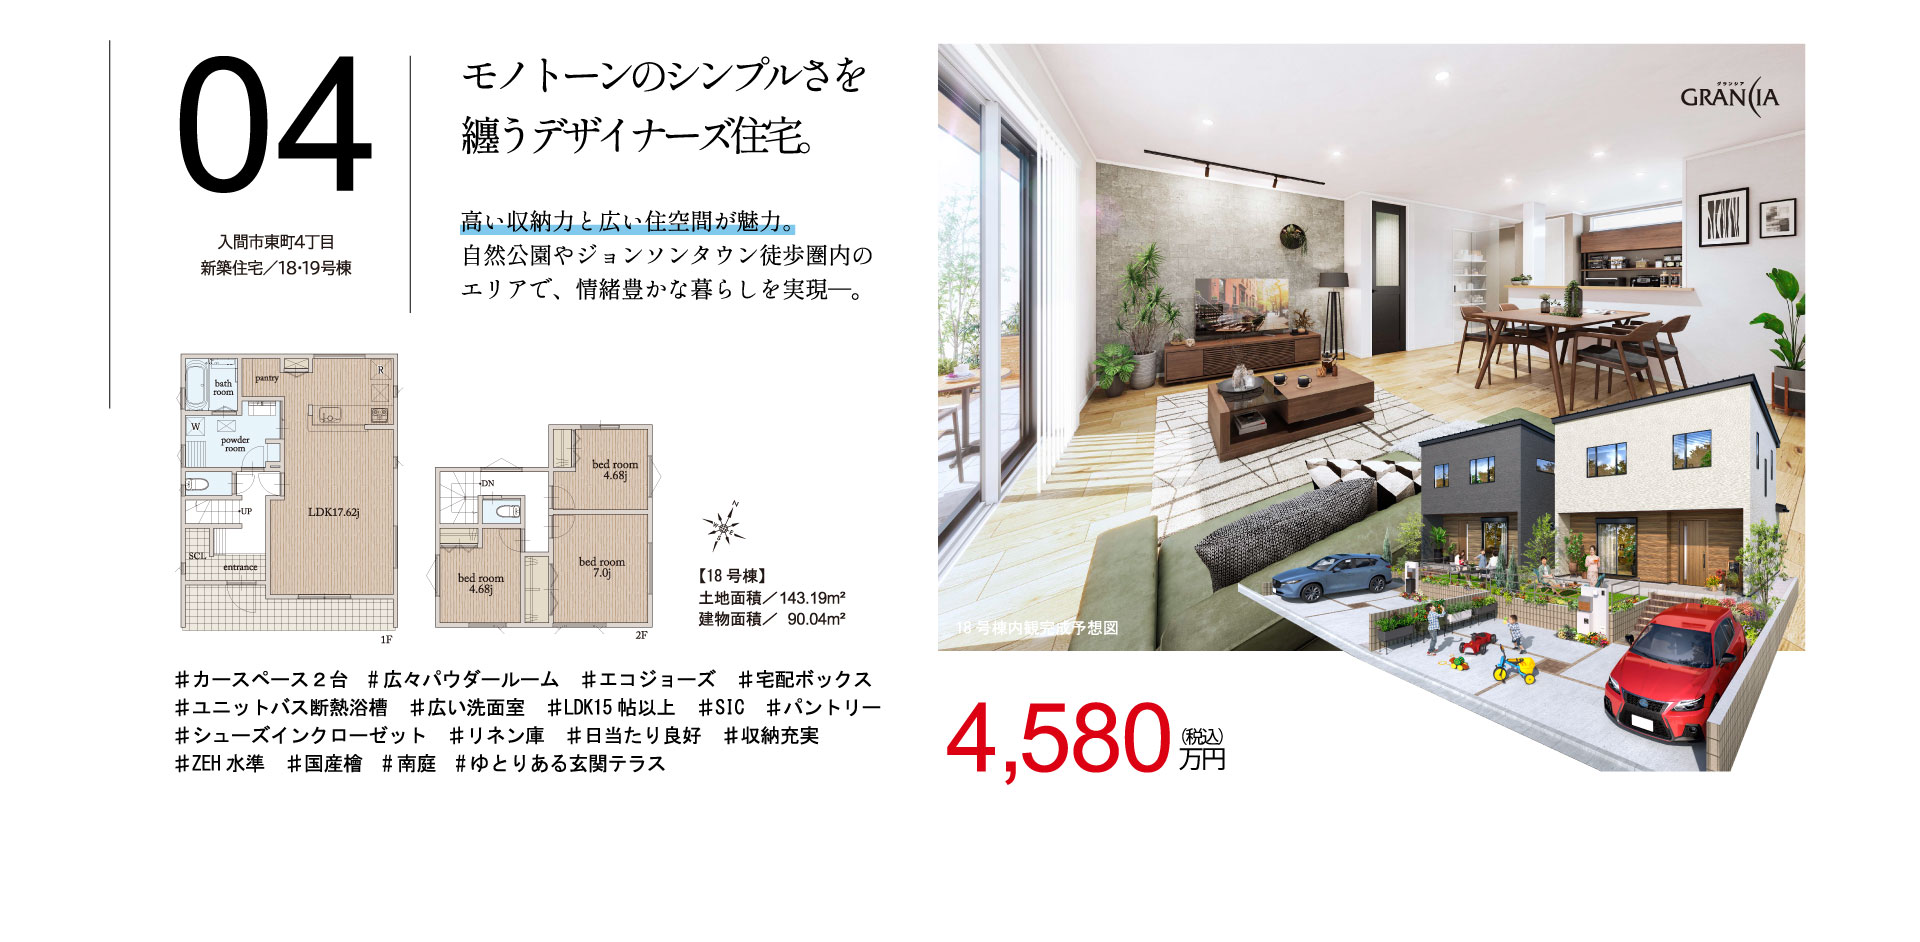 04
入間市東町4丁目
新築住宅／18・19号棟
モノトーンのシンプルさを
纏うデザイナーズ住宅。
高い収納力と広い住空間が魅力。
自然公園やジョンソンタウン徒歩圏内の
エリアで、情緒豊かな暮らしを実現―。
グランシア
GRANCIA
bath
room
pantry
R
W
powder
room
UP
LDK17.62j
SCL
entrance
1F
DN
bed room
4.68j
bed room
7.0j
bed room
4.68j
2F
N
【18号棟】
土地面積／143.19m²
建物面積／ 90.04m²
18号棟内観完成予想図
＃カースペース２台 ＃広々パウダールーム ＃エコジョーズ ＃宅配ボックス
＃ユニットバス断熱浴槽 ＃広い洗面室 ＃LDK15帖以上 ＃SIC ＃パントリー
＃シューズインクローゼット ＃リネン庫 ＃日当たり良好 ＃収納充実
＃ZEH水準 ＃国産檜 ＃南庭 ＃ゆとりある玄関テラス
4,580万円(税込)